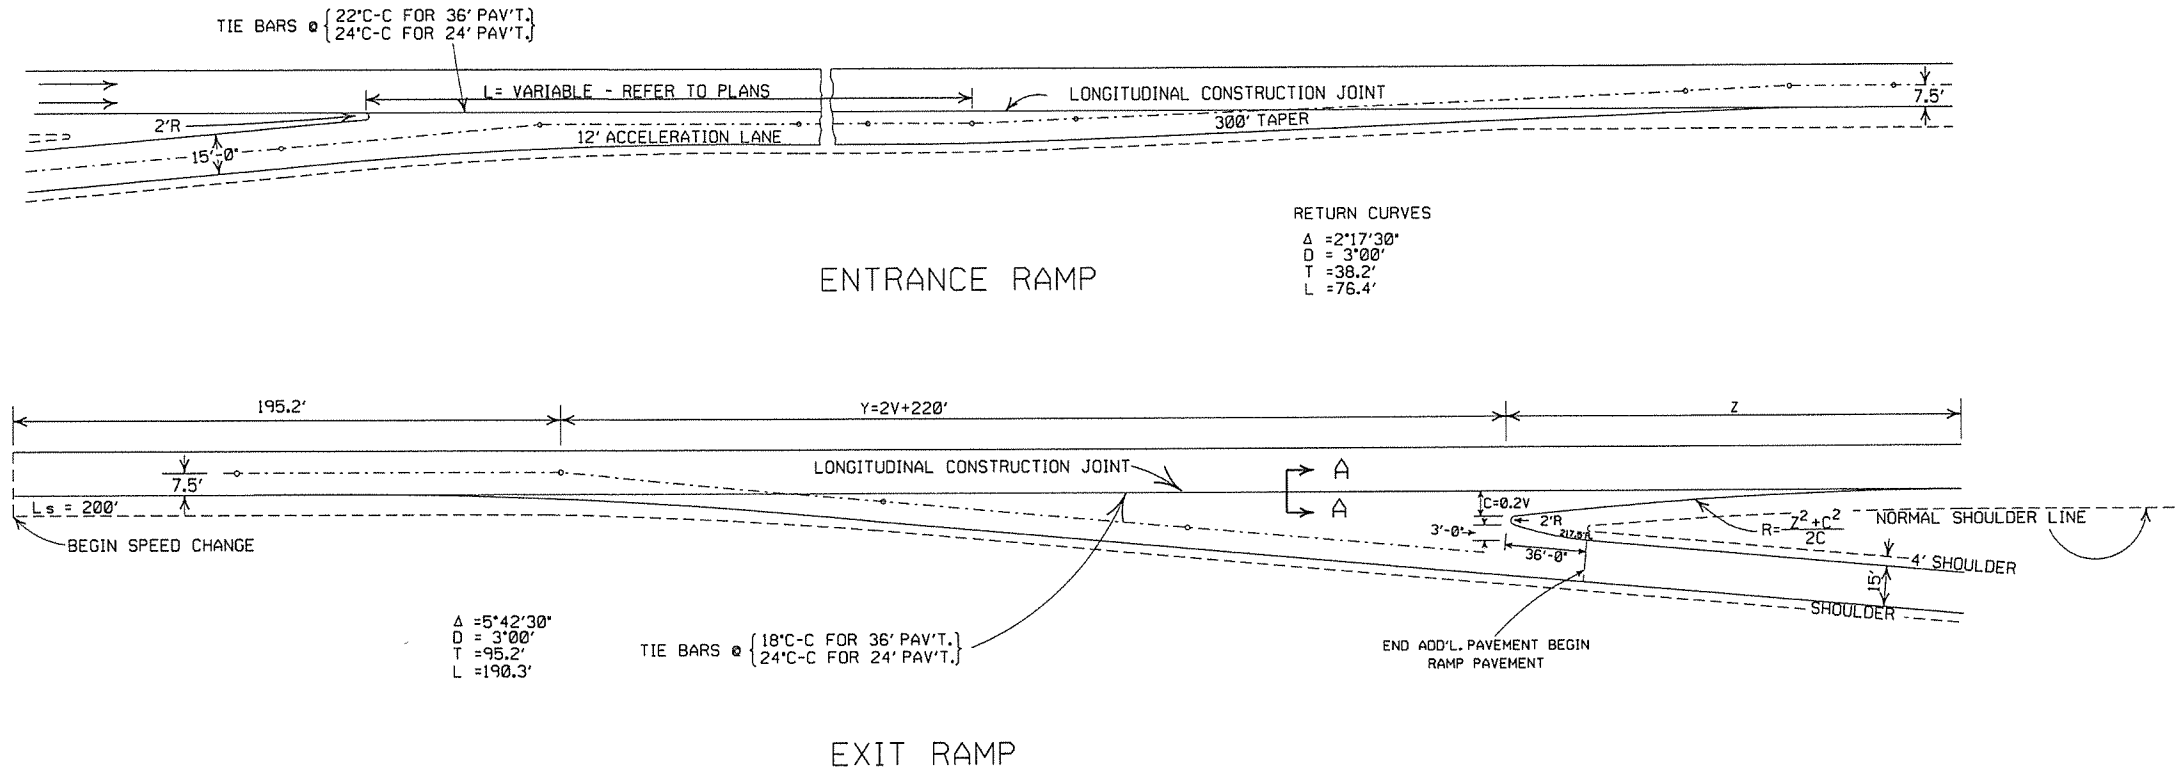 TIE BARS @ {22"C-C FOR 36' PAV'T.}
{24"C-C FOR 24' PAV'T.}
L= VARIABLE - REFER TO PLANS
LONGITUDINAL CONSTRUCTION JOINT
7.5'
2'R
15'-0"
12' ACCELERATION LANE
300' TAPER
RETURN CURVES
Δ =2°17'30"
D = 3°00'
T =38.2'
L =76.4'
ENTRANCE RAMP
195.2'
Y=2V+220'
Z
LONGITUDINAL CONSTRUCTION JOINT
A
A
7.5'
Ls = 200'
C=0.2V
2'R
3'-0"
217.5'R
36'-0"
R= Z²+C²
2C
NORMAL SHOULDER LINE
BEGIN SPEED CHANGE
4' SHOULDER
15'
SHOULDER
Δ =5°42'30"
D = 3°00'
T =95.2'
L =190.3'
TIE BARS @ {18"C-C FOR 36' PAV'T.}
{24"C-C FOR 24' PAV'T.}
END ADD'L. PAVEMENT BEGIN
RAMP PAVEMENT
EXIT RAMP